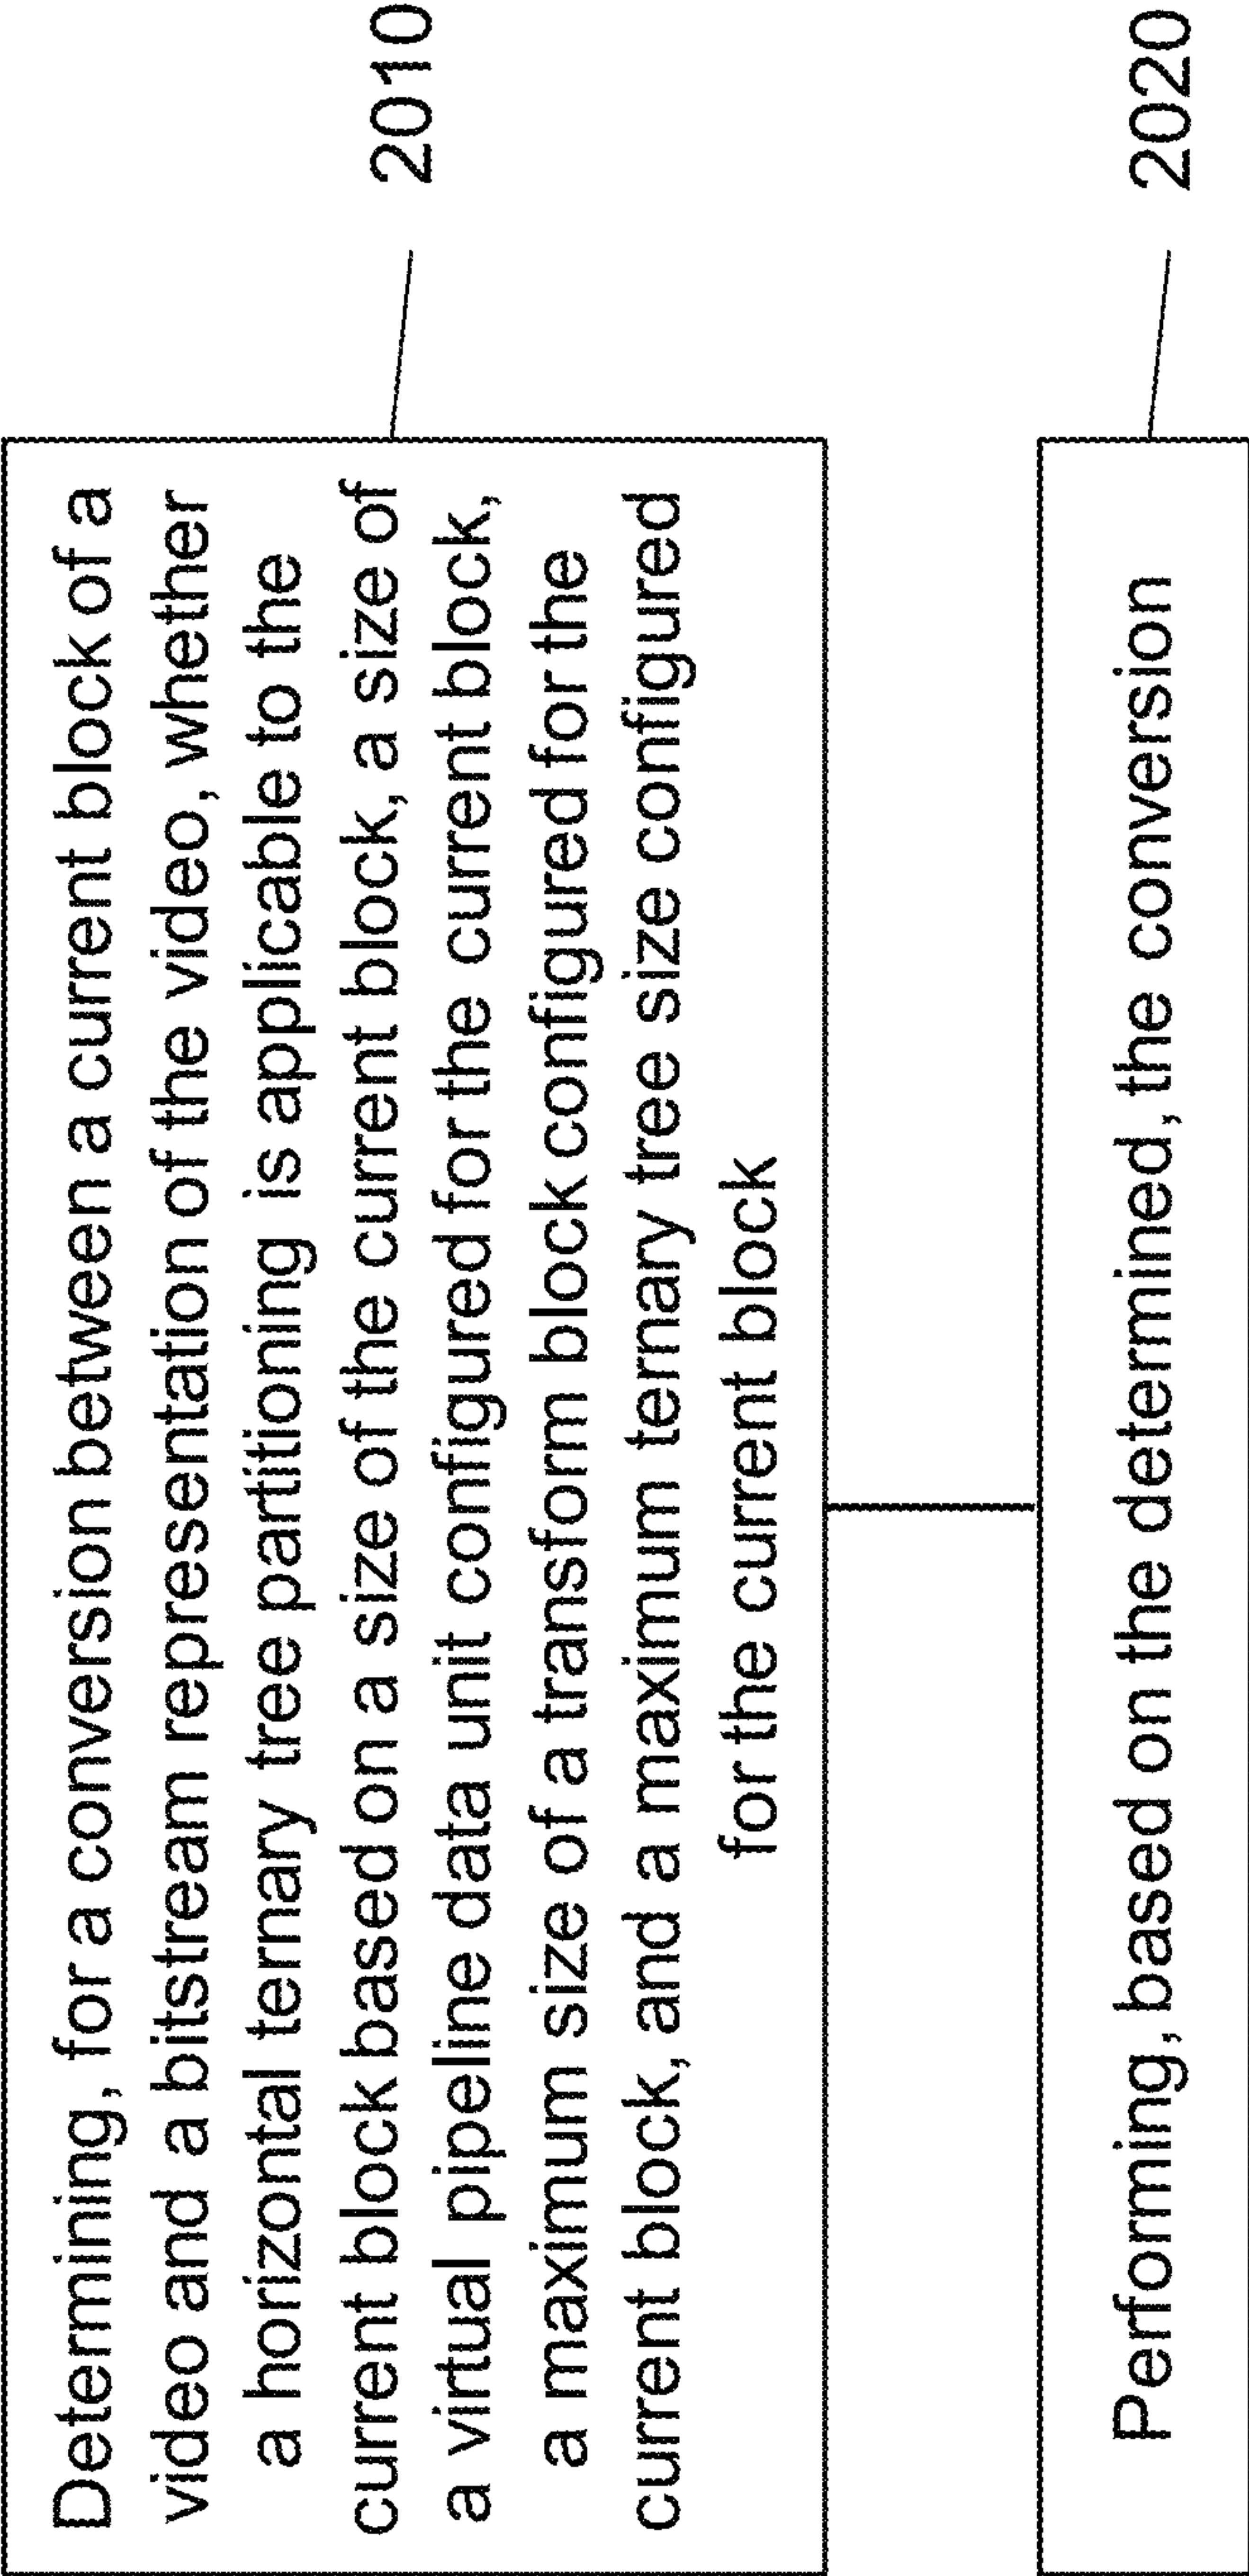 Determining, for a conversion between a current block of a
video and a bitstream representation of the video, whether
a horizontal ternary tree partitioning is applicable to the
current block based on a size of the current block, a size of
a virtual pipeline data unit configured for the current block,
a maximum size of a transform block configured for the
current block, and a maximum ternary tree size configured
for the current block
2010
Performing, based on the determined, the conversion
2020